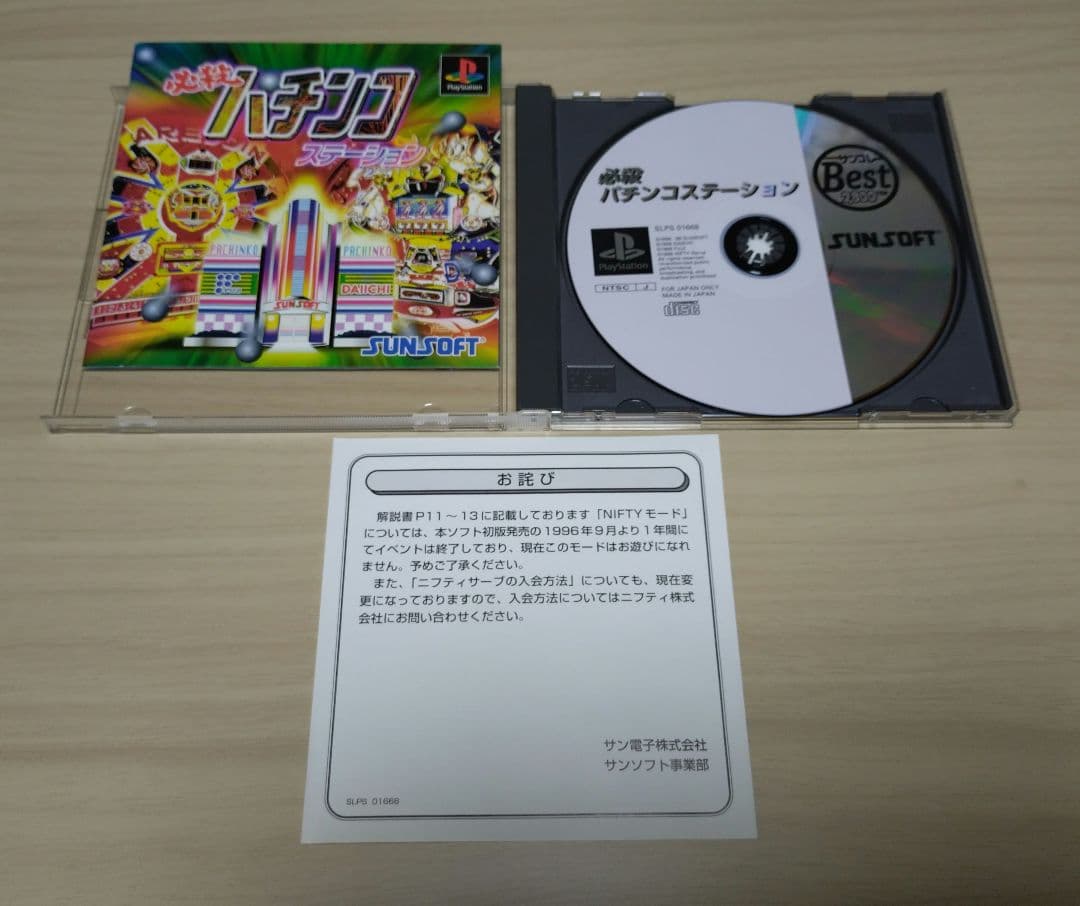 必殺
パチンコ
ステーション
PlayStation
PACHINKO
PACHINKO
DAIICHI
SUNSOFT
SUNSOFT
必殺
パチンコステーション
SLPS 01668
PlayStation
NTSC J
FOR JAPAN ONLY
MADE IN JAPAN
COMPACT
disc
サンコレ
Best
2800
SUNSOFT
お詫び
解説書P11~13に記載しております「NIFTYモード」
については、本ソフト初版発売の1996年9月より1年間に
てイベントは終了しており、現在このモードはお遊びになれ
ません。予めご了承ください。
また、「ニフティサーブの入会方法」についても、現在変
更になっておりますので、入会方法についてはニフティ株式
会社にお問い合わせください。
サン電子株式会社
サンソフト事業部
SLPS 01668